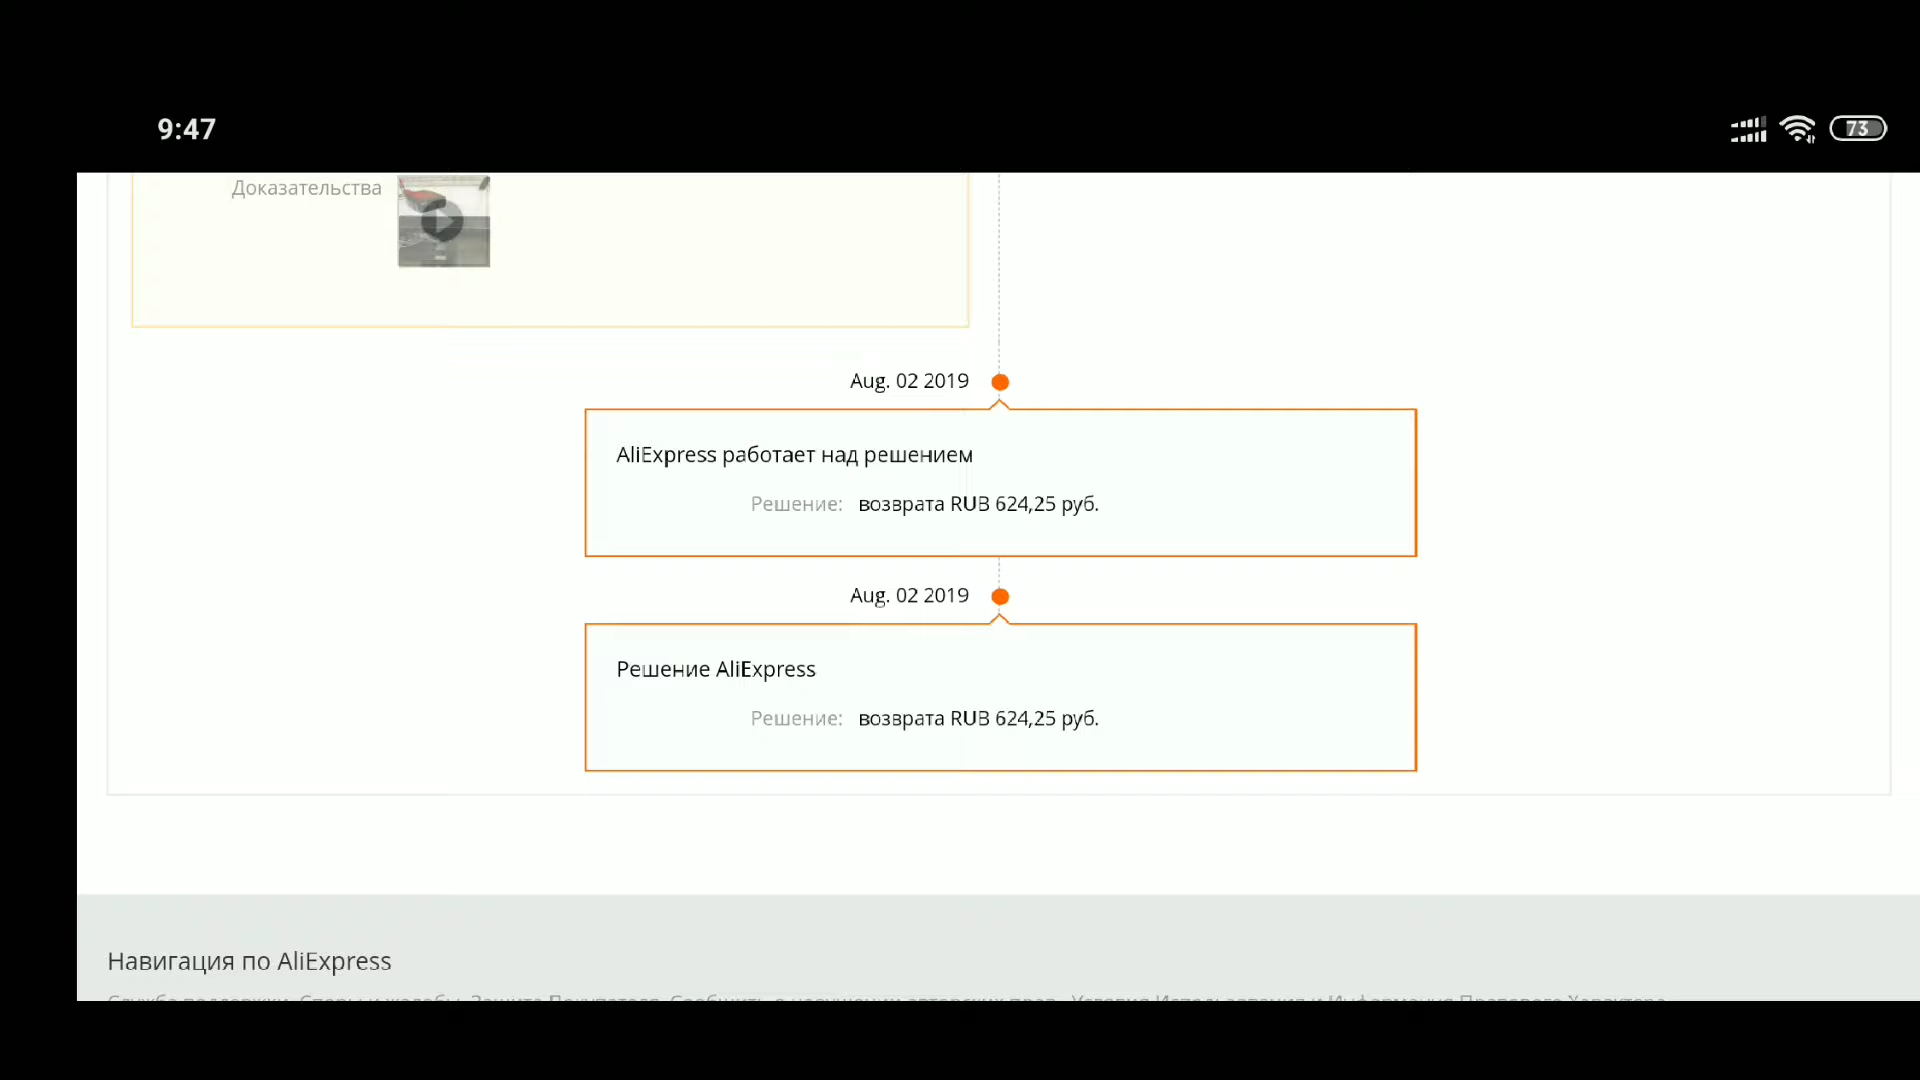 9:47
73
Доказательства
Aug. 02 2019
AliExpress работает над решением
Решение: возврата RUB 624,25 руб.
Aug. 02 2019
Решение AliExpress
Решение: возврата RUB 624,25 руб.
Навигация по AliExpress